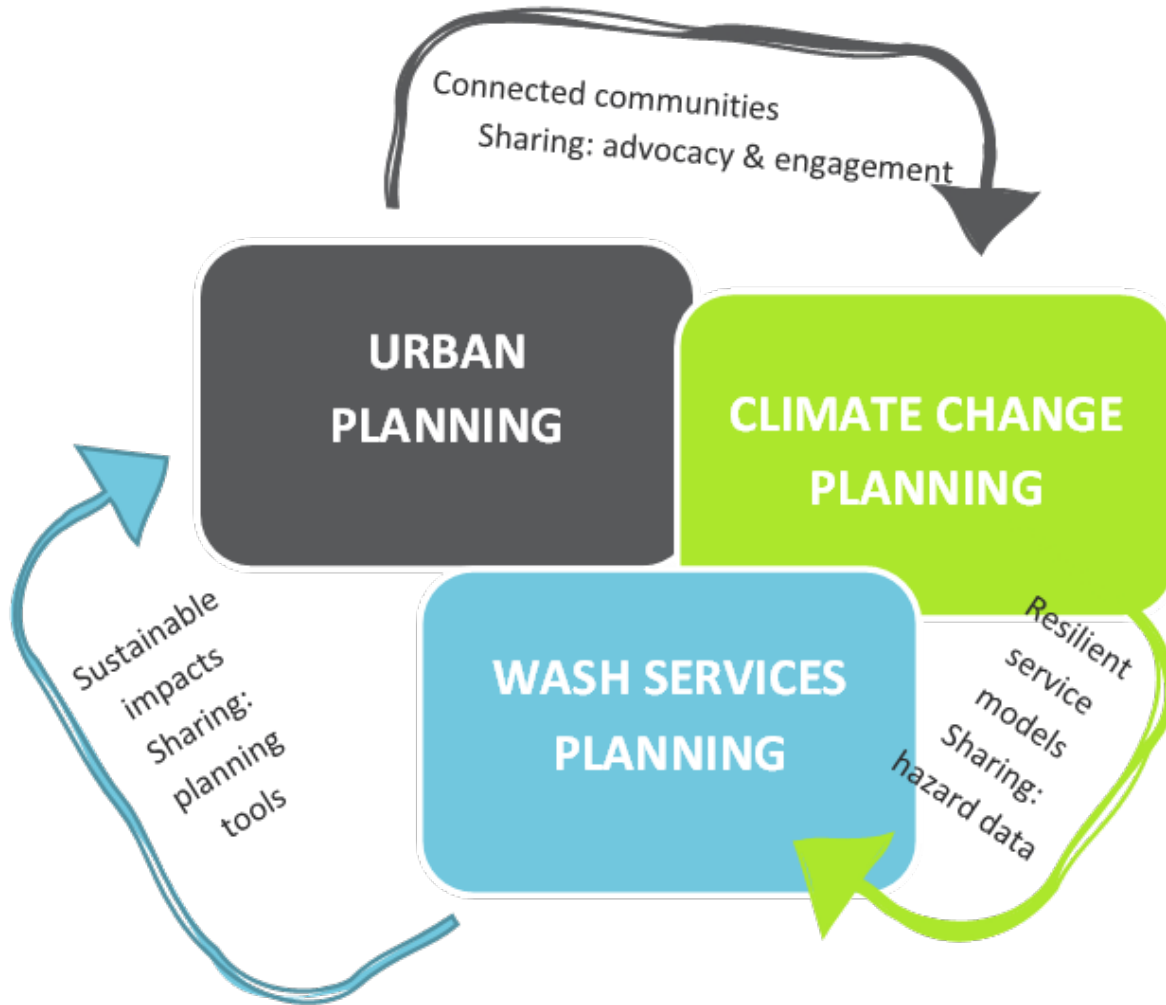 Connected communities
Sharing: advocacy & engagement
URBAN
PLANNING
CLIMATE CHANGE
PLANNING
WASH SERVICES
PLANNING
Sustainable
impacts
Sharing:
planning
tools
Resilient
service
models
Sharing:
hazard data